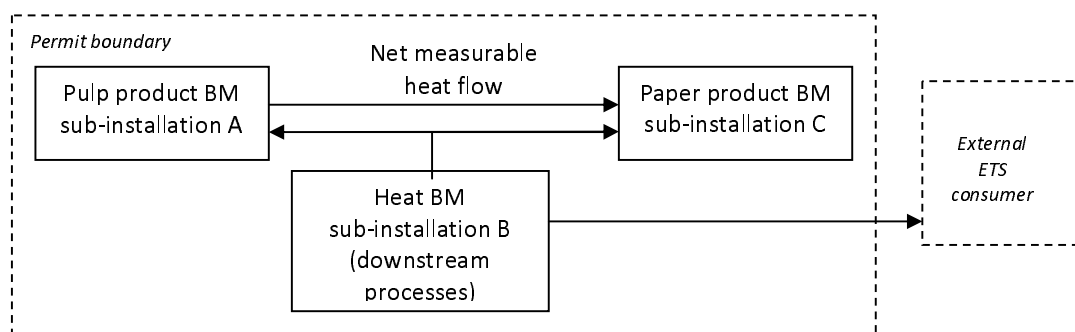 Permit boundary
Net measurable
heat flow
Pulp product BM
sub-installation A
Paper product BM
sub-installation C
External
ETS
consumer
Heat BM
sub-installation B
(downstream
processes)